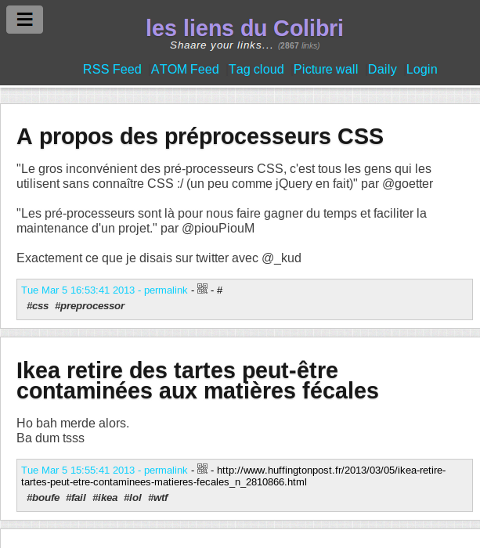 les liens du Colibri
Shaare your links... (2867 links)
RSS Feed ATOM Feed Tag cloud Picture wall Daily Login
A propos des préprocesseurs CSS
"Le gros inconvénient des pré-processeurs CSS, c'est tous les gens qui les
utilisent sans connaître CSS :/ (un peu comme jQuery en fait)" par @goetter
"Les pré-processeurs sont là pour nous faire gagner du temps et faciliter la
maintenance d'un projet." par @piouPiouM
Exactement ce que je disais sur twitter avec @_kud
Tue Mar 5 16:53:41 2013 - permalink - - #
#css #preprocessor
Ikea retire des tartes peut-être
contaminées aux matières fécales
Ho bah merde alors.
Ba dum tsss
Tue Mar 5 15:55:41 2013 - permalink - - http://www.huffingtonpost.fr/2013/03/05/ikea-retire-
tartes-peut-etre-contaminees-matieres-fecales_n_2810866.html
#boufe #fail #ikea #lol #wtf